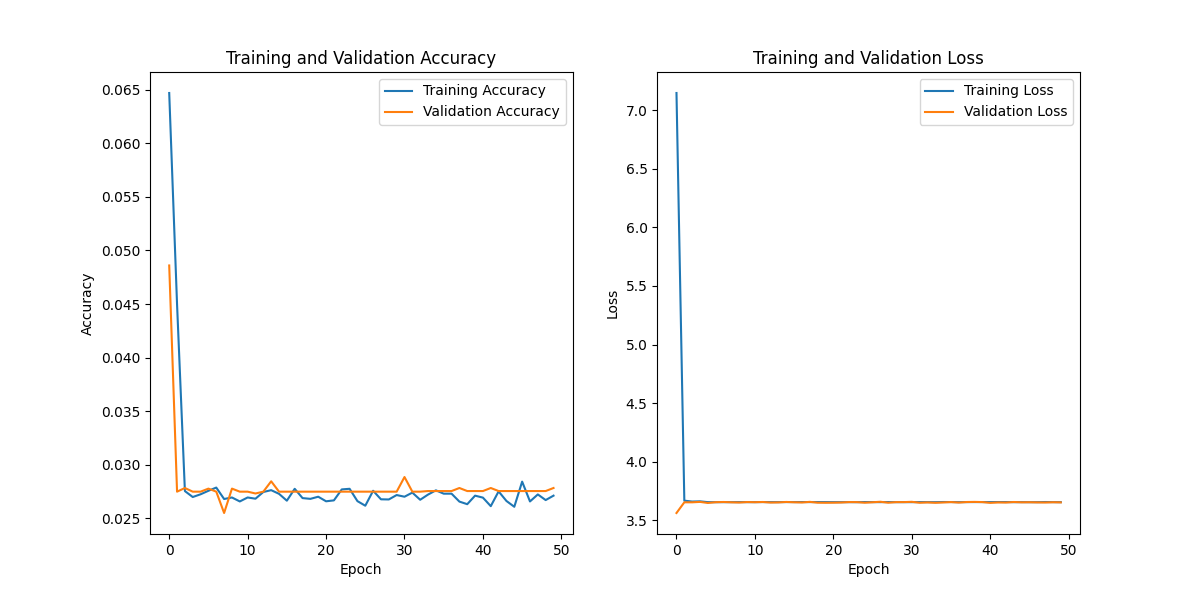 Training and Validation Accuracy
Training Accuracy
Validation Accuracy
0.065
0.060
0.055
0.050
0.045
0.040
0.035
0.030
0.025
Accuracy
0 10 20 30 40 50
Epoch
Training and Validation Loss
Training Loss
Validation Loss
7.0
6.5
6.0
5.5
5.0
4.5
4.0
3.5
Loss
0 10 20 30 40 50
Epoch